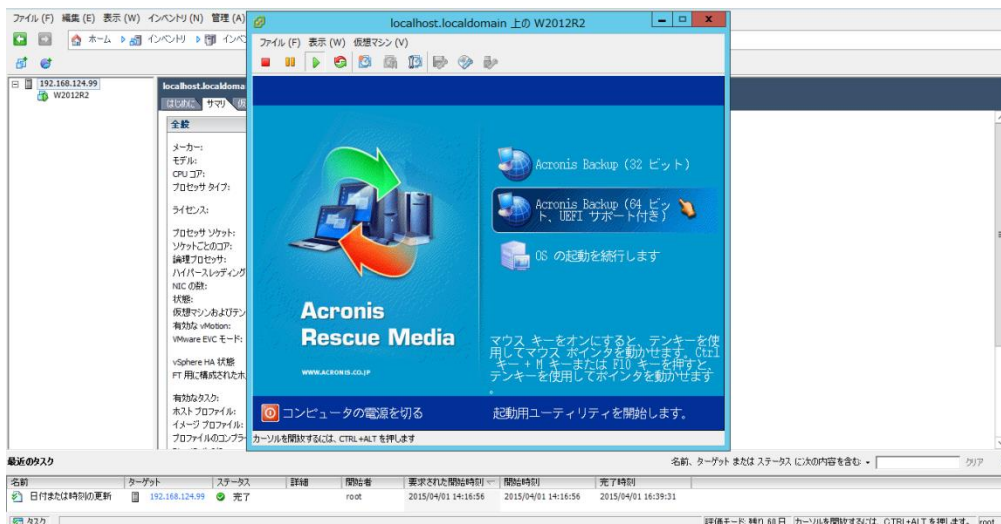 ファイル (F) 編集 (E) 表示 (W) インベントリ (N) 管理 (A)
ホーム
インベントリ
192.168.124.99
W2012R2
はじめに サマリ
全般
メーカー:
モデル:
CPU コア:
プロセッサ タイプ:
ライセンス:
プロセッサ ソケット:
ソケットごとのコア:
論理プロセッサ:
ハイパースレッディング
NIC の数:
状態:
仮想マシンおよびテン
有効な vMotion:
VMware EVC モード:
vSphere HA 状態
FT 用に構成されたホ
有効なタスク:
ホスト プロファイル:
イメージ プロファイル:
プロファイルのコンプラ
localhost.localdomain 上の W2012R2
ファイル (F) 表示 (W) 仮想マシン (V)
Acronis Backup (32 ビット)
Acronis Backup (64 ビッ
ト、UEFI サポート付き)
OS の起動を続行します
Acronis
Rescue Media
WWW.ACRONIS.CO.JP
マウス キーをオンにすると、テンキーを使
用してマウス ポインタを動かせます。Ctrl
キー + M キーまたは F10 キーを押すと、
テンキーを使用してポインタを動かせます
。
コンピュータの電源を切る 起動用ユーティリティを開始します。
カーソルを開放するには、CTRL+ALT を押します
最近のタスク
名前、ターゲット または ステータス に次の内容を含む: クリア
名前 ターゲット ステータス 詳細 開始者 要求された開始時刻 開始時刻 完了時刻
日付または時刻の更新 192.168.124.99 完了 root 2015/04/01 14:16:56 2015/04/01 14:16:56 2015/04/01 16:39:31
タスク 評価モード: 残り 60 日 カーソルを開放するには、CTRL+ALT を押します。 root